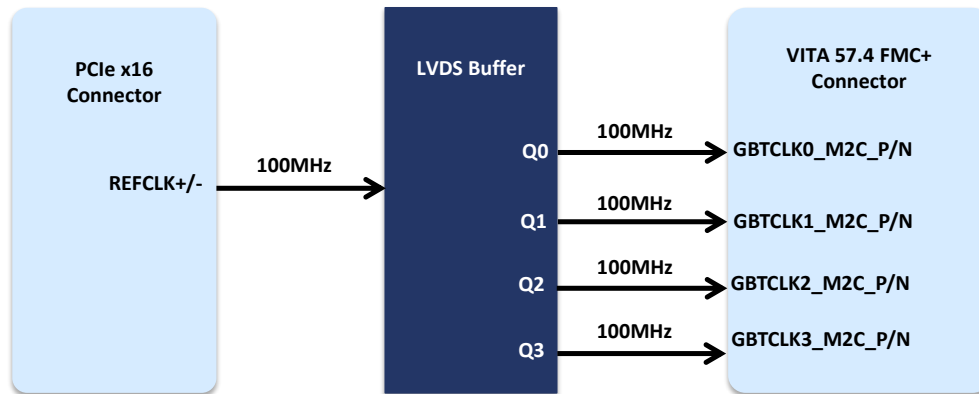 PCIe x16
Connector
REFCLK+/-
100MHz
LVDS Buffer
Q0
Q1
Q2
Q3
100MHz
100MHz
100MHz
100MHz
VITA 57.4 FMC+
Connector
GBTCLK0_M2C_P/N
GBTCLK1_M2C_P/N
GBTCLK2_M2C_P/N
GBTCLK3_M2C_P/N